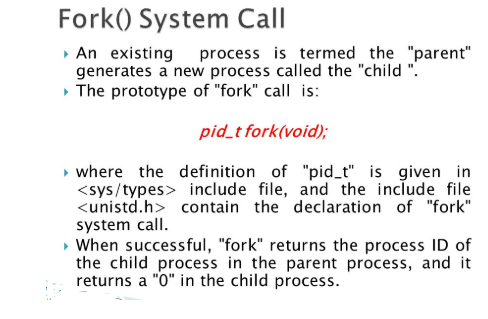 Fork() System Call
An existing process is termed the "parent"
generates a new process called the "child ".
The prototype of "fork" call is:
pid_t fork(void);
where the definition of "pid_t" is given in
<sys/types> include file, and the include file
<unistd.h> contain the declaration of "fork"
system call.
When successful, "fork" returns the process ID of
the child process in the parent process, and it
returns a "0" in the child process.